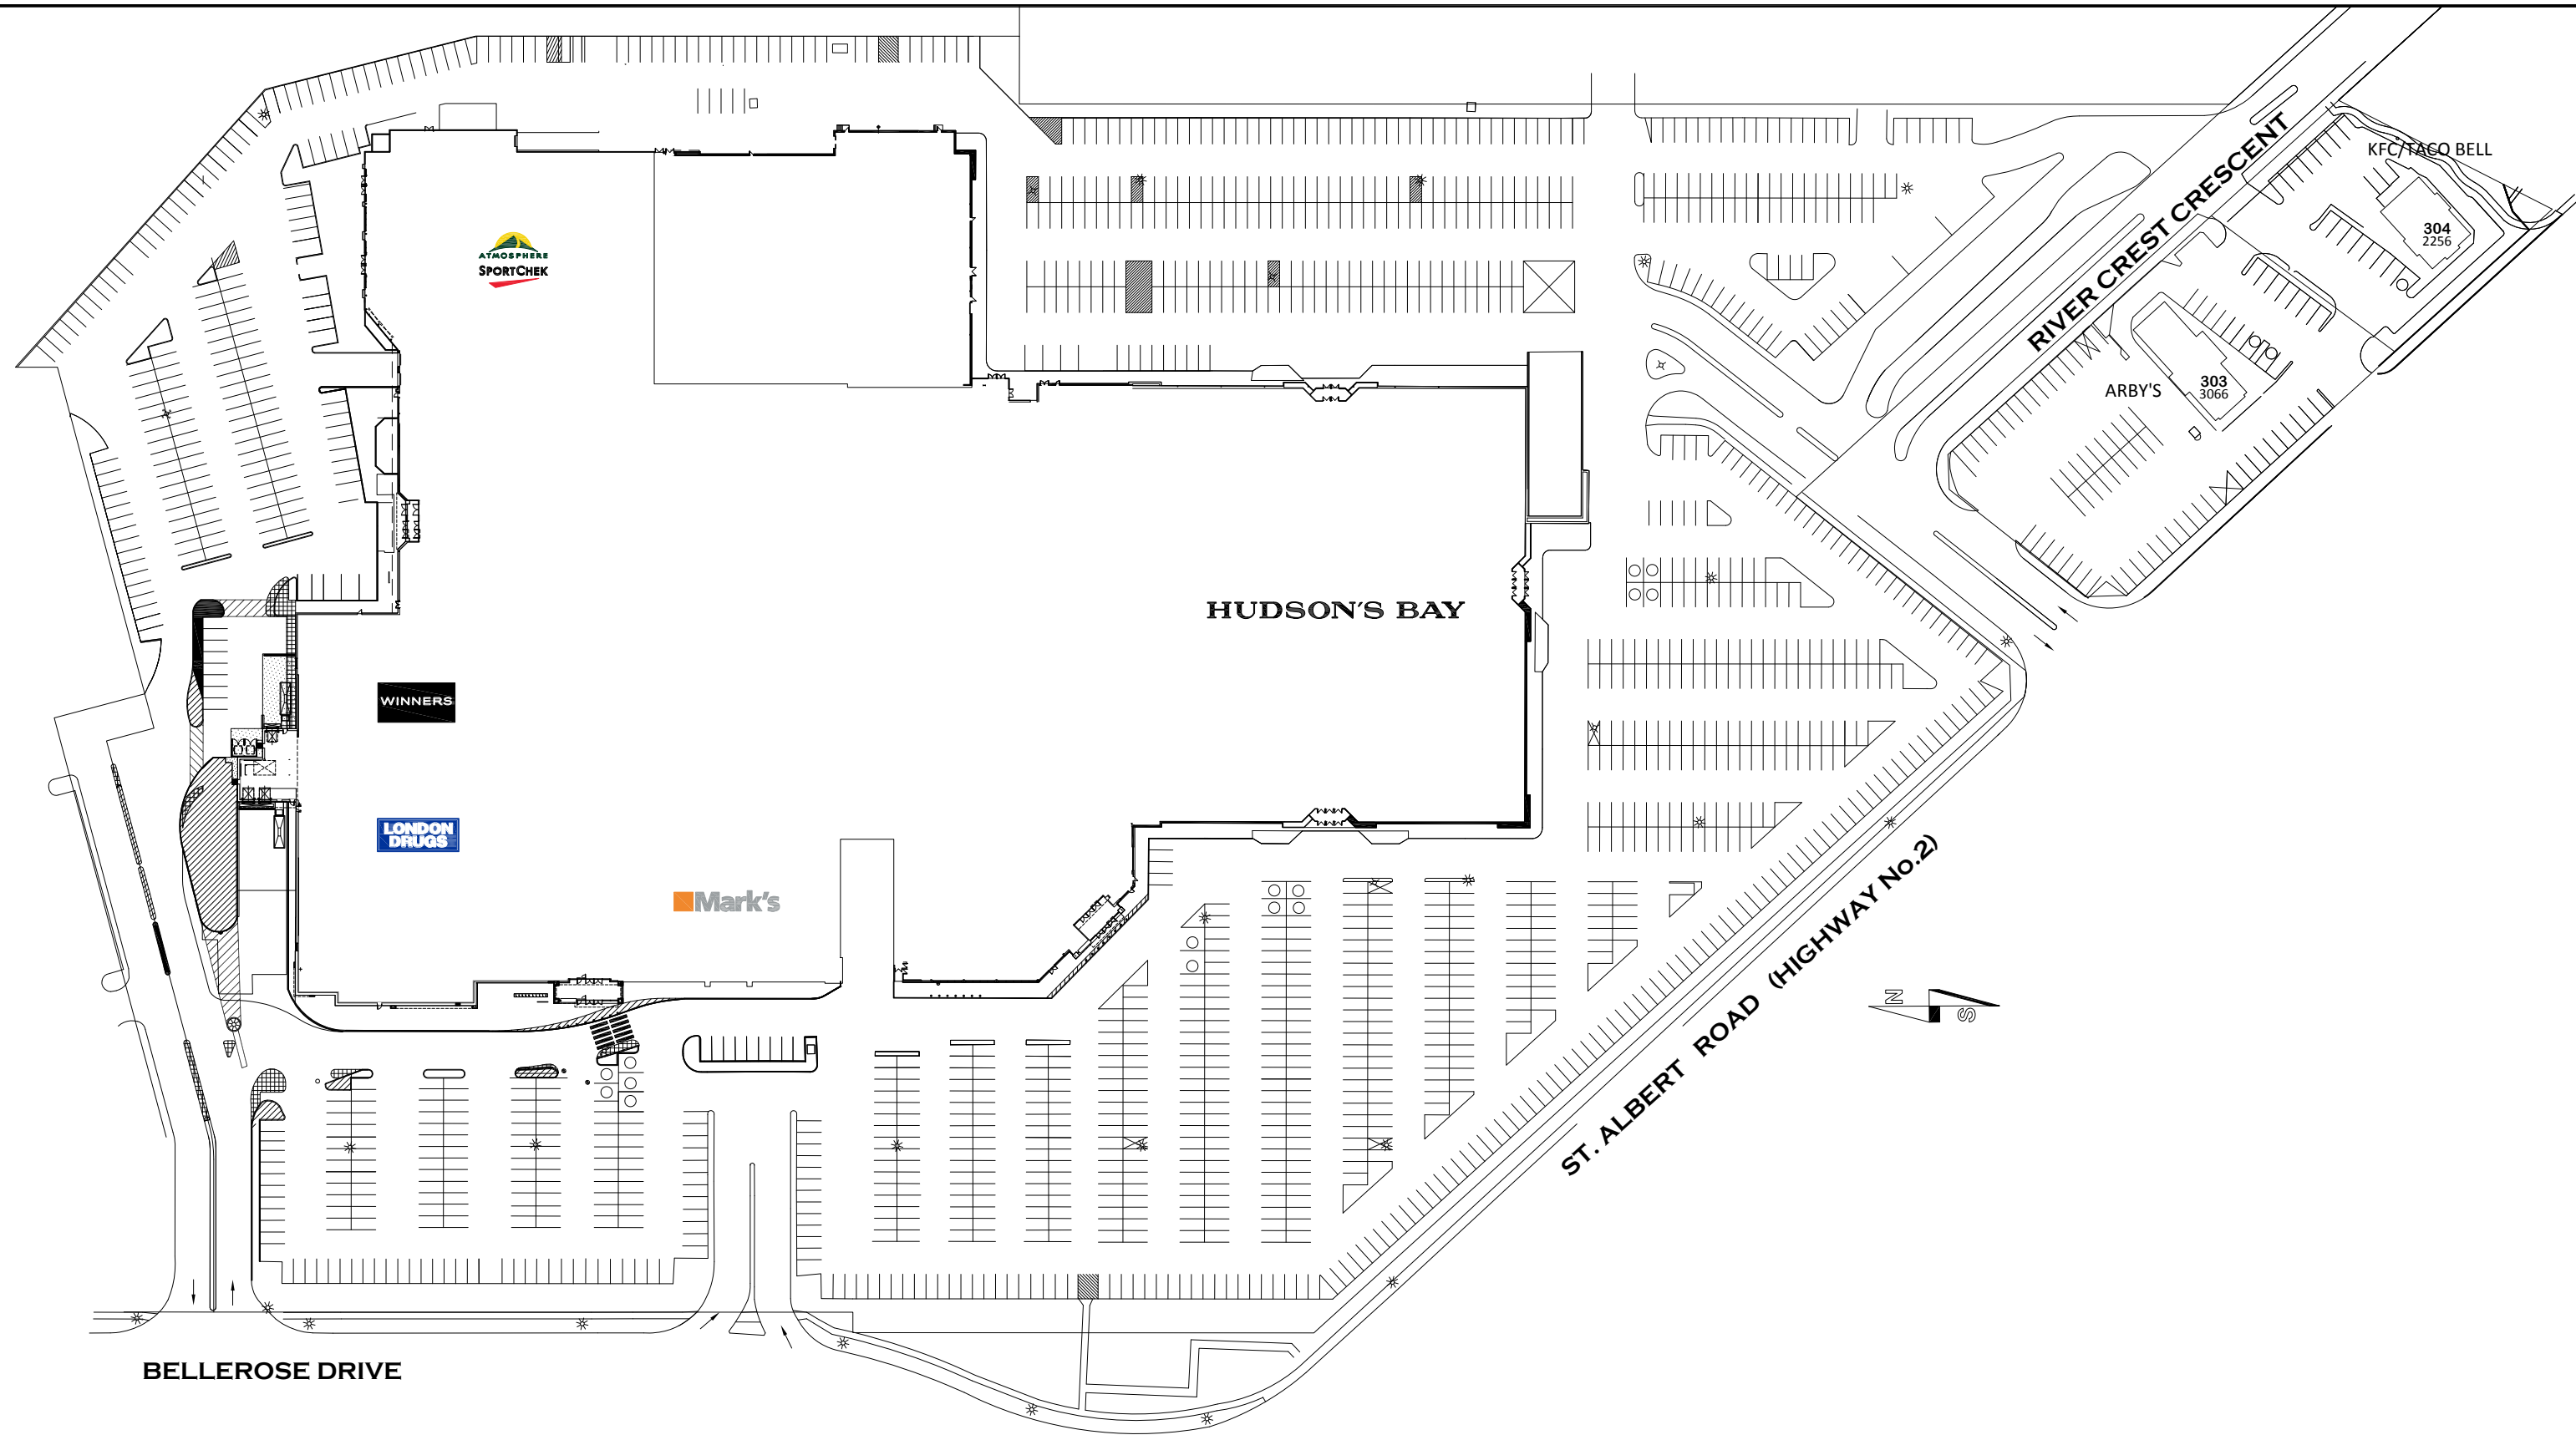 KFC/TACO BELL
304
2256
RIVER CREST CRESCENT
ATMOSPHERE
SPORTCHEK
ARBY'S
303
3066
HUDSON'S BAY
WINNERS
LONDON
DRUGS
Mark's
ST. ALBERT ROAD (HIGHWAY No.2)
N
S
BELLEROSE DRIVE